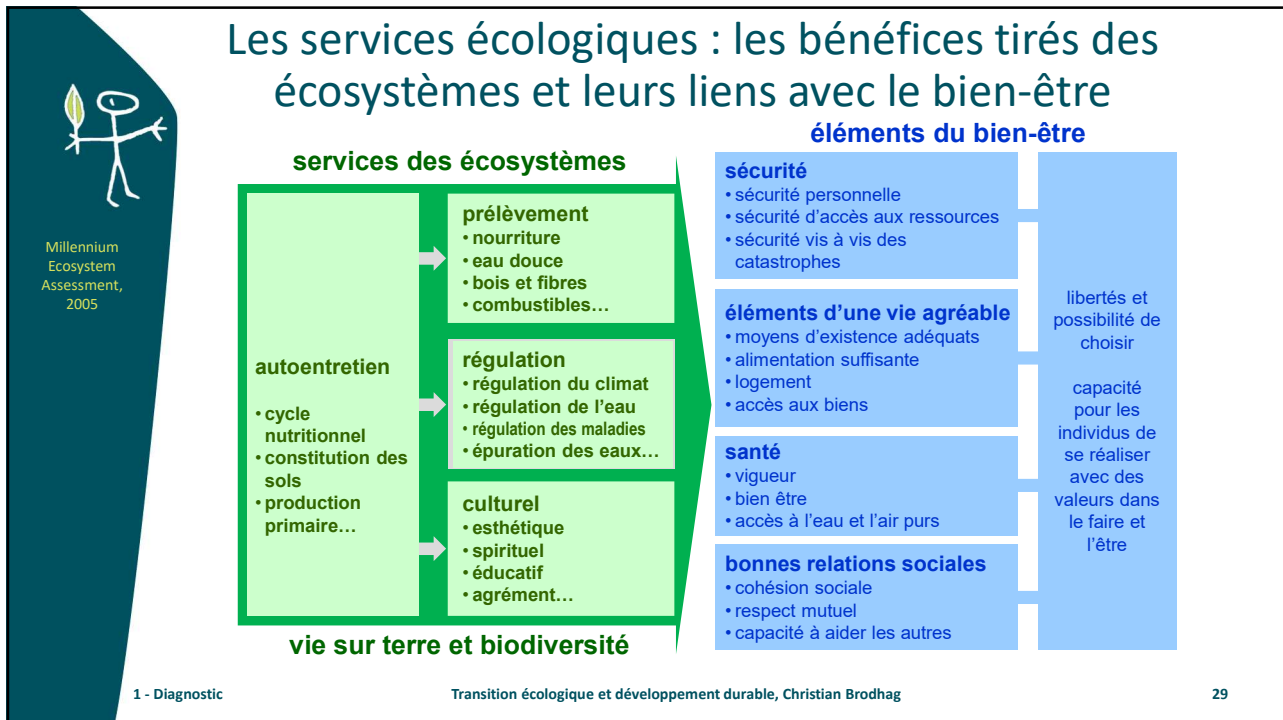 Les services écologiques : les bénéfices tirés des
écosystèmes et leurs liens avec le bien-être
Millennium
Ecosystem
Assessment,
2005
services des écosystèmes
autoentretien
• cycle
nutritionnel
• constitution des
sols
• production
primaire…
prélèvement
• nourriture
• eau douce
• bois et fibres
• combustibles…
régulation
• régulation du climat
• régulation de l’eau
• régulation des maladies
• épuration des eaux…
culturel
• esthétique
• spirituel
• éducatif
• agrément…
vie sur terre et biodiversité
éléments du bien-être
sécurité
• sécurité personnelle
• sécurité d’accès aux ressources
• sécurité vis à vis des
catastrophes
éléments d’une vie agréable
• moyens d’existence adéquats
• alimentation suffisante
• logement
• accès aux biens
santé
• vigueur
• bien être
• accès à l’eau et l’air purs
bonnes relations sociales
• cohésion sociale
• respect mutuel
• capacité à aider les autres
libertés et
possibilité de
choisir
capacité
pour les
individus de
se réaliser
avec des
valeurs dans
le faire et
l’être
1 - Diagnostic
Transition écologique et développement durable, Christian Brodhag
29